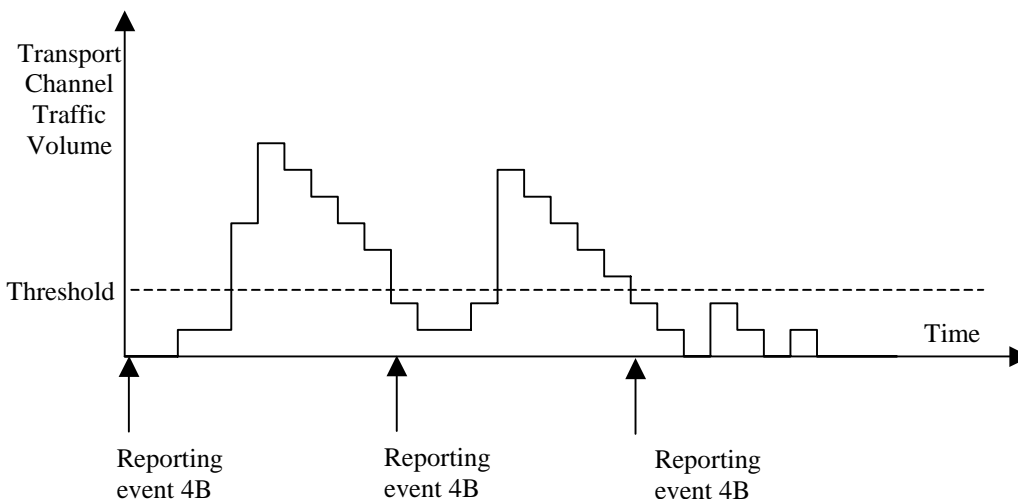 Transport
Channel
Traffic
Volume
Threshold
Time
Reporting
event 4B
Reporting
event 4B
Reporting
event 4B